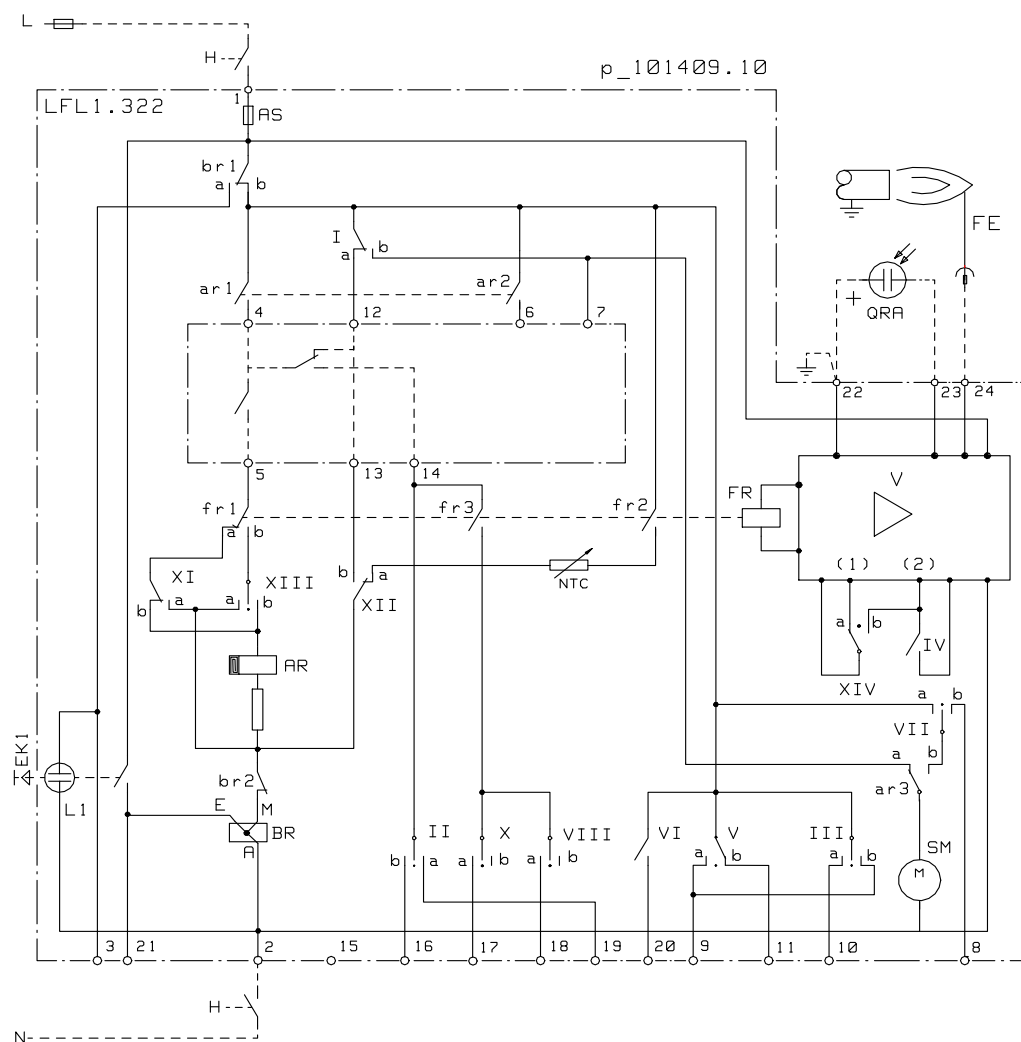 L
H
p_101409.10
LFL1.322
1
AS
br1
a b
FE
I
a b
ar1 ar2
4 12 6 7
+ QRA
22 23 24
5 13 14
V
fr1 fr3 fr2 FR
a b
b a
NTC
(1) (2)
XI XIII XII
b a a b
a b
IV
AR
XIV
a b
VII
EK1
a b
br2
ar3
L1 E M
BR
A
II X VIII VI V III SM
M
b a a b a b a b a b
3 21 2 15 16 17 18 19 20 9 11 10 8
H
N